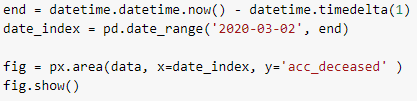 end = datetime.datetime.now() - datetime.timedelta(1)
date_index = pd.date_range('2020-03-02', end)

fig = px.area(data, x=date_index, y='acc_deceased' )
fig.show()